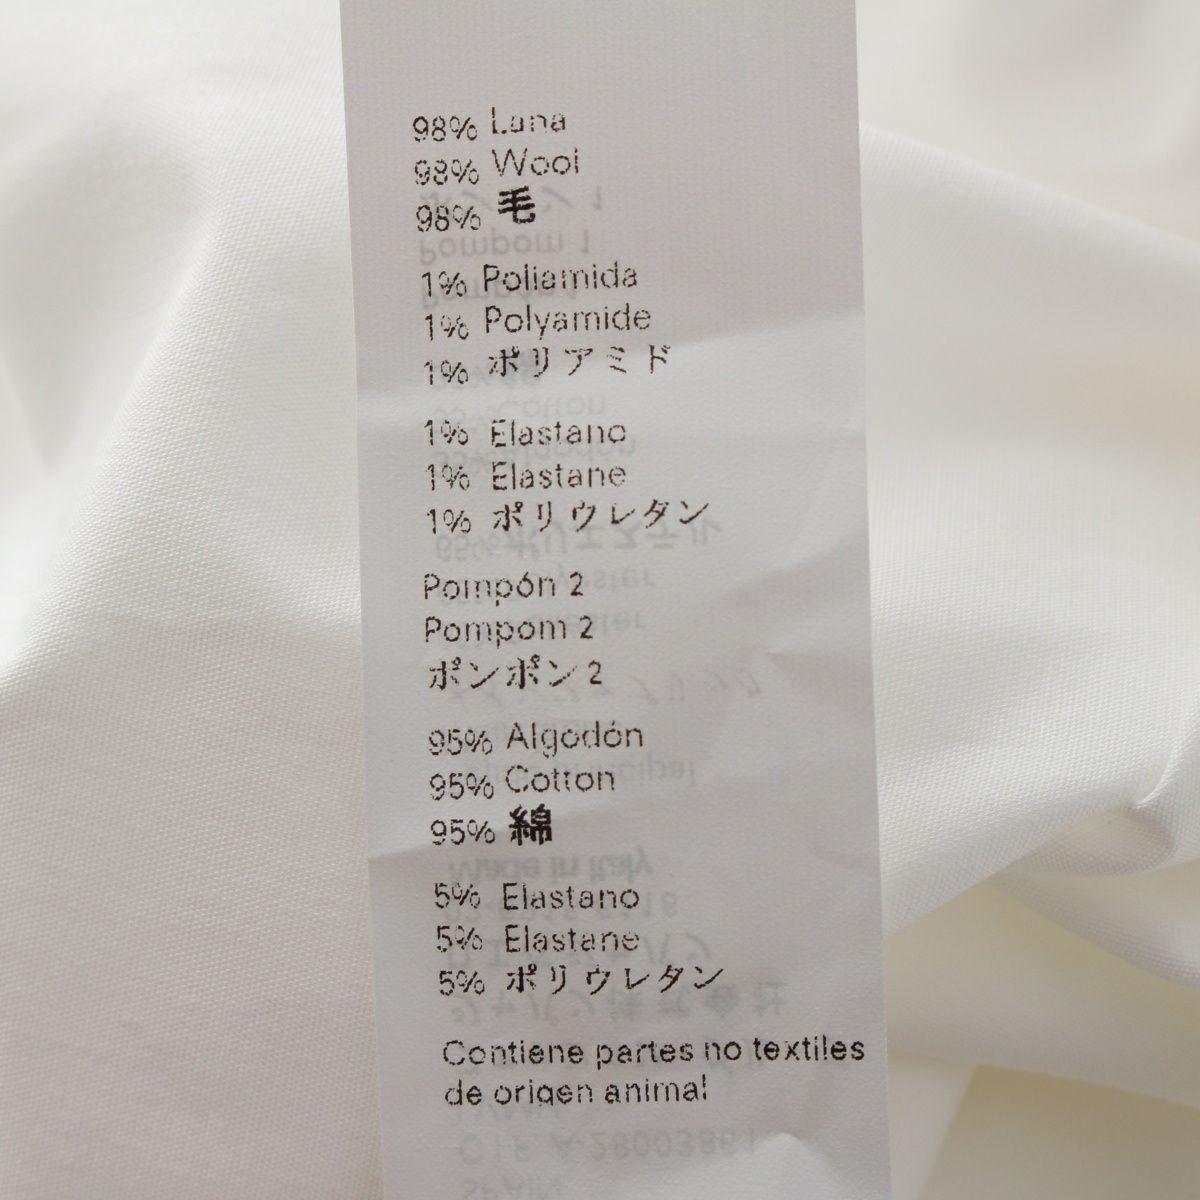 98% Lana
98% Wool
98% 毛
1% Poliamida
1% Polyamide
1% ポリアミド
1% Elastano
1% Elastane
1% ポリウレタン
Pompón 2
Pompom 2
ポンポン 2
95% Algodón
95% Cotton
95% 綿
5% Elastano
5% Elastane
5% ポリウレタン
Contiene partes no textiles
de origen animal